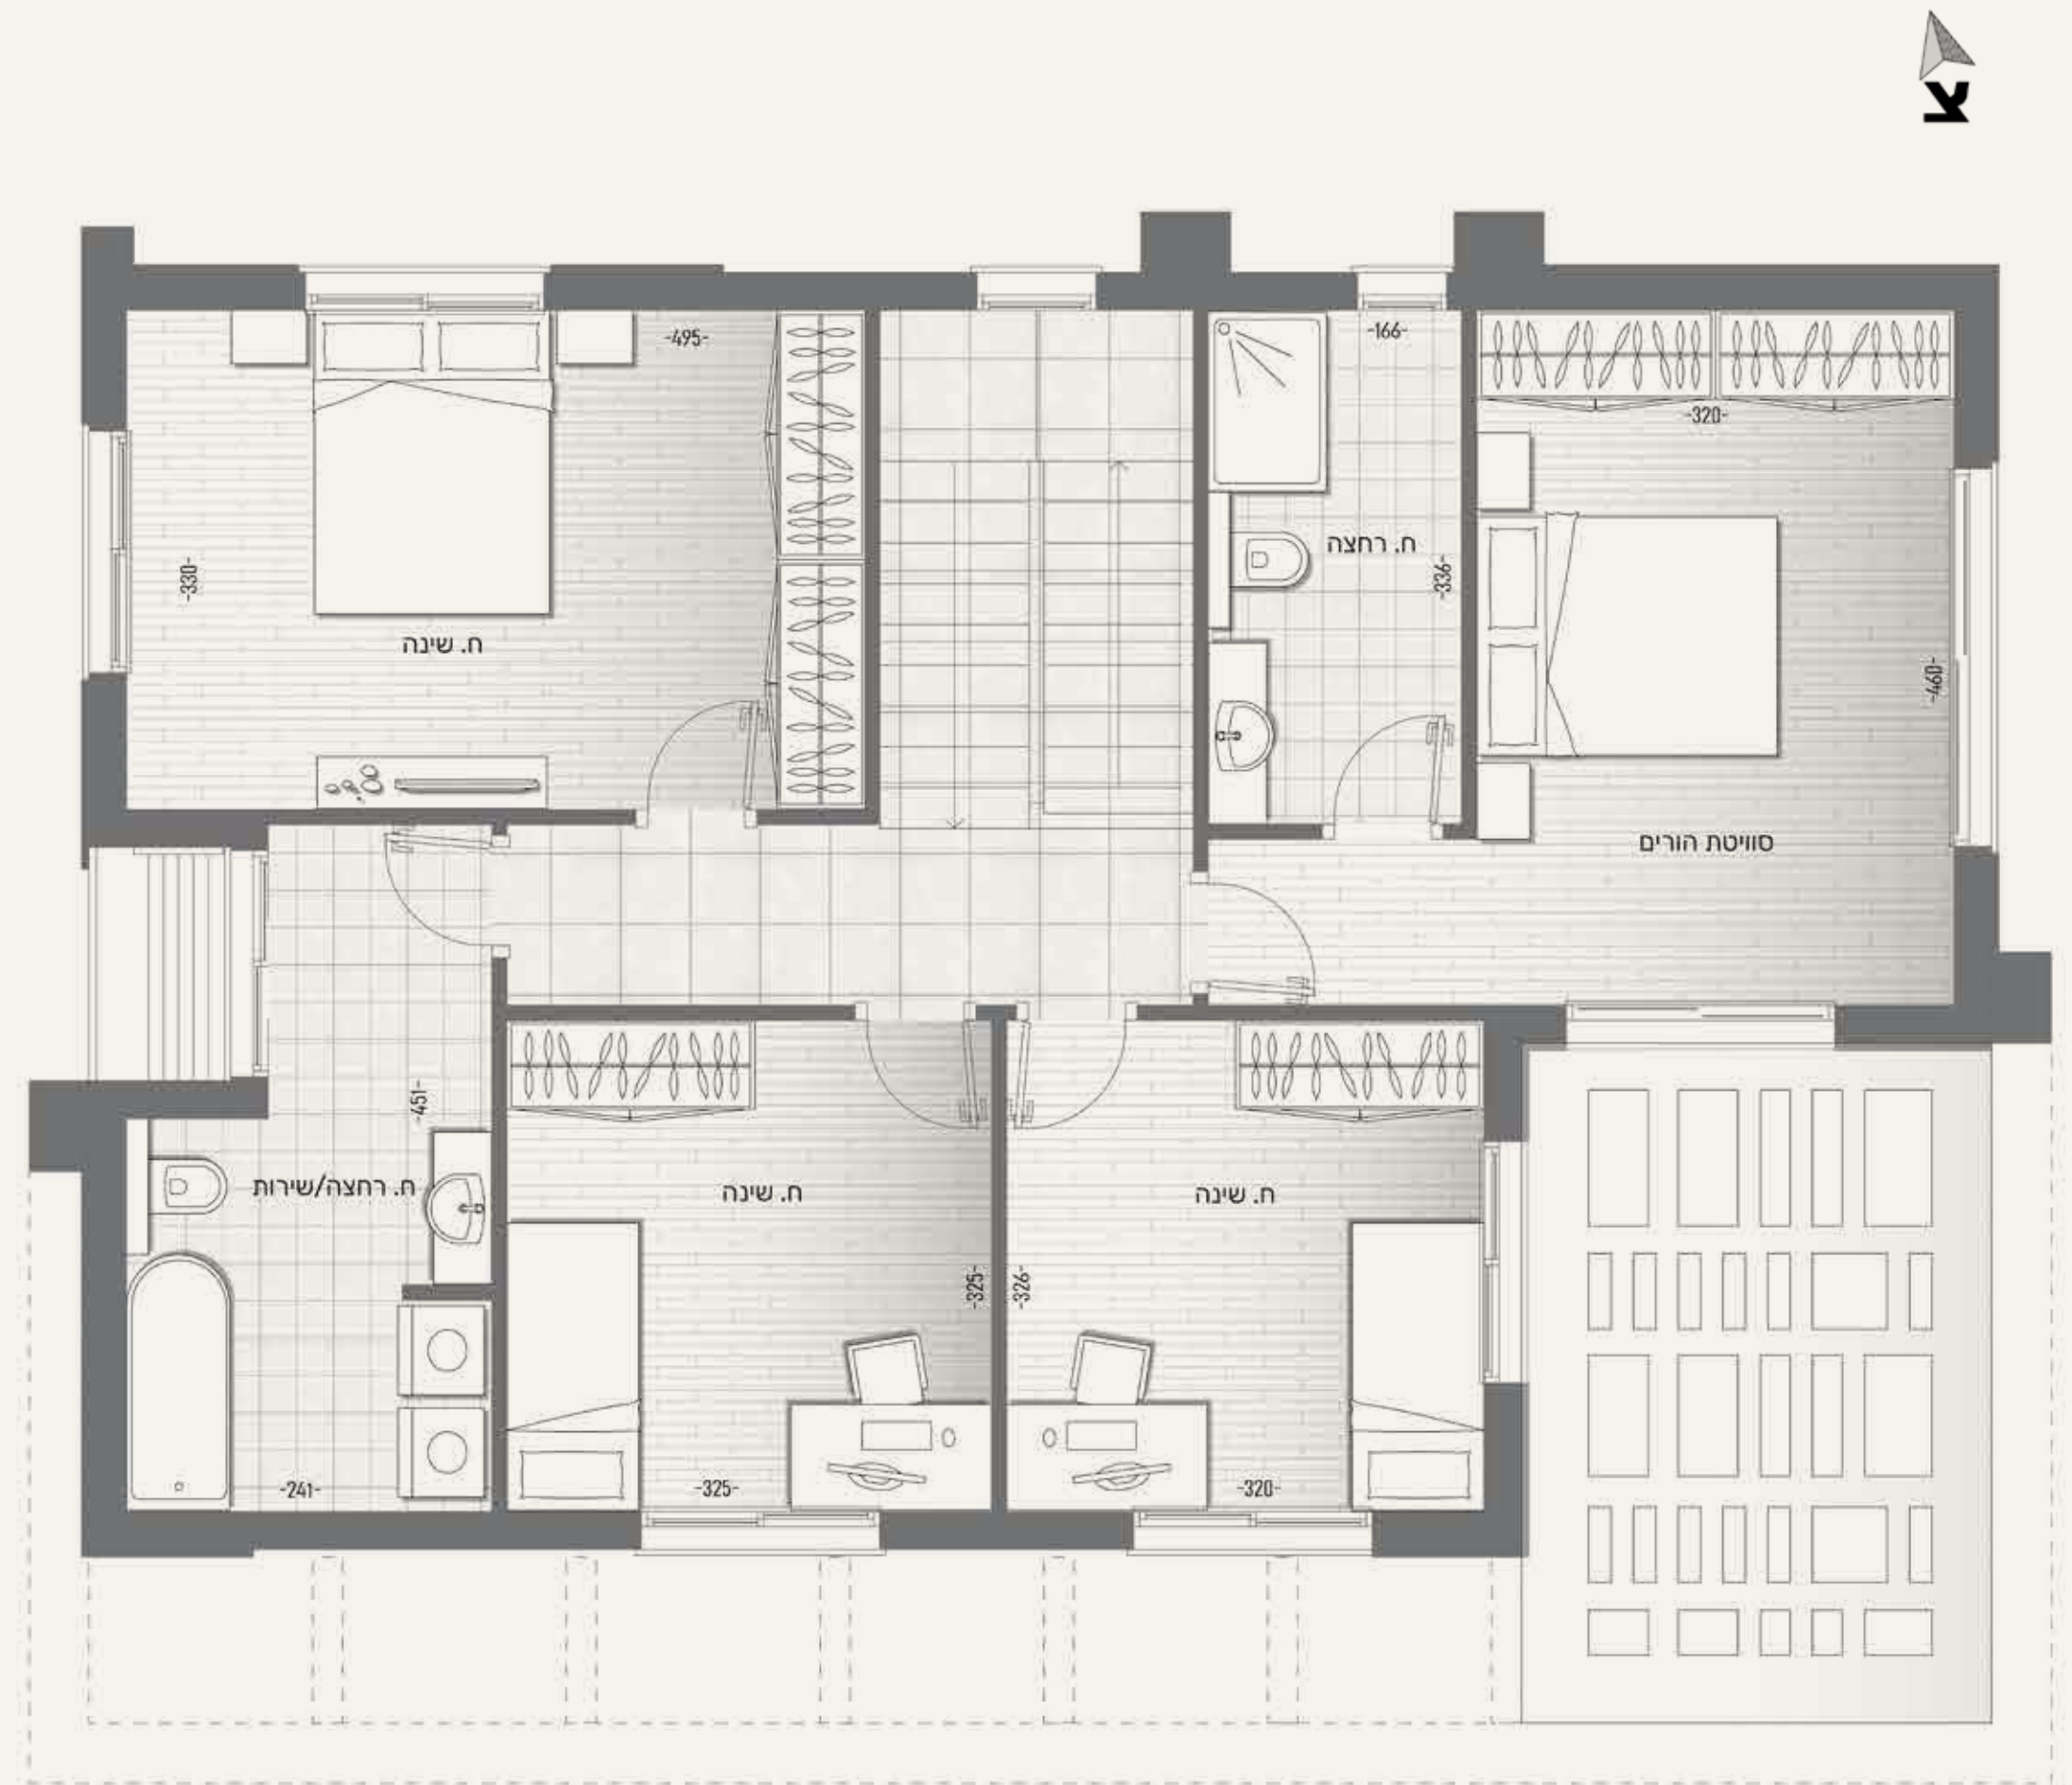 צ
-495-
-166-
-320-
ח. רחצה
-336-
-330-
ח. שינה
-460-
סוויטת הורים
-451-
ח. רחצה/שירות
ח. שינה
ח. שינה
-325-
-326-
-241-
-325-
-320-